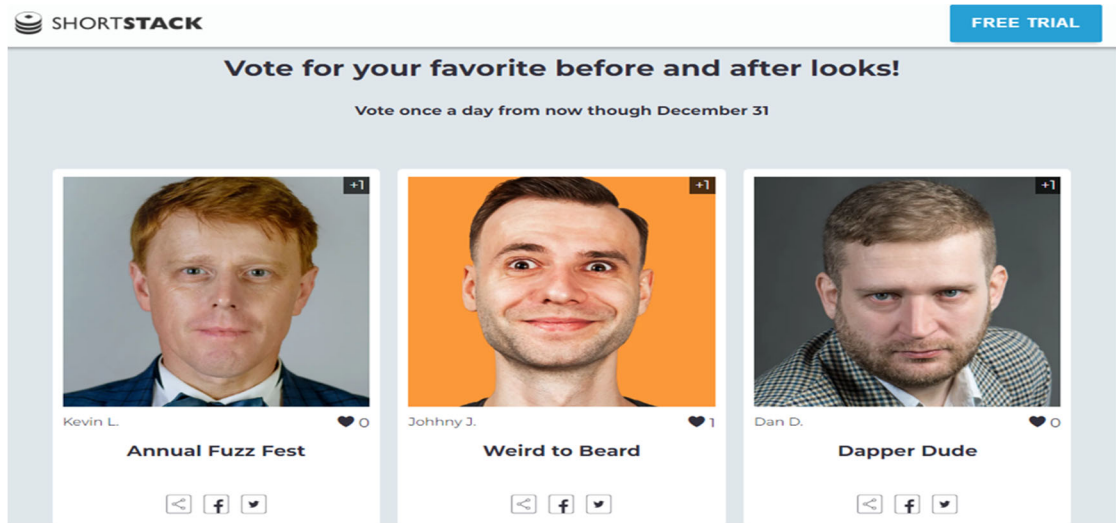 SHORTSTACK
FREE TRIAL
Vote for your favorite before and after looks!
Vote once a day from now though December 31
+1
+1
+1
Kevin L.
0
Johhny J.
1
Dan D.
0
Annual Fuzz Fest
Weird to Beard
Dapper Dude